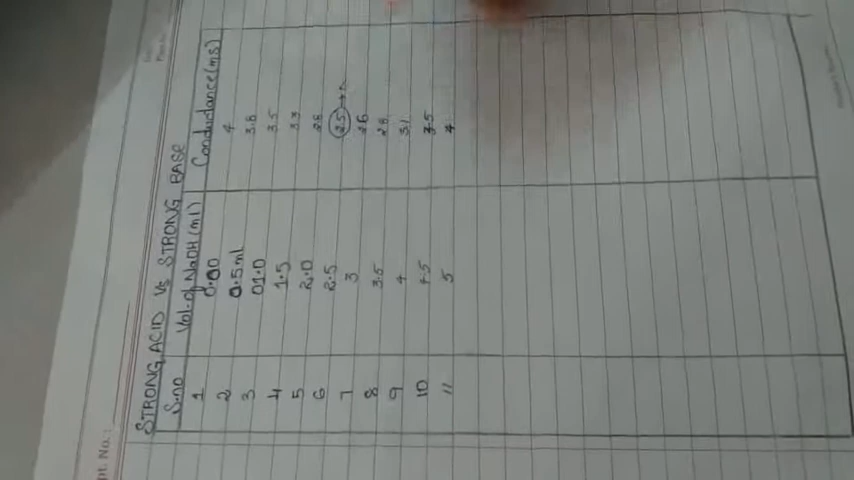 nt. No.:
STRONG ACID VS STRONG BASE
S.no Vol. of NaOH (ml) Conductance (ms)
1 0.00 4
2 0.5ml 3.8
3 01.0 3.5
4 1.5 3.3
5 2.0 2.8
6 2.5 2.5
7 3 2.6
8 3.5 2.8
9 4 3.1
10 4.5 3.5
11 5 4